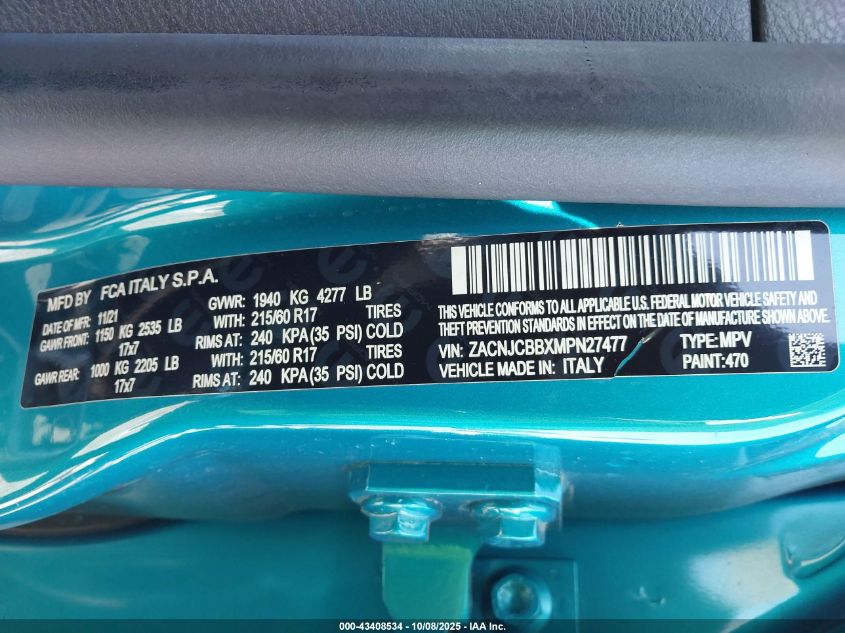 MFD BY FCA ITALY S.P.A.
DATE OF MFR: 11/21 GVWR: 1940 KG 4277 LB
GAWR FRONT: 1150 KG 2535 LB WITH: 215/60 R17 TIRES
17x7 RIMS AT: 240 KPA(35 PSI) COLD
GAWR REAR: 1000 KG 2205 LB WITH: 215/60 R17 TIRES
17x7 RIMS AT: 240 KPA(35 PSI) COLD
THIS VEHICLE CONFORMS TO ALL APPLICABLE U.S. FEDERAL MOTOR VEHICLE SAFETY AND
THEFT PREVENTION STANDARDS IN EFFECT ON THE DATE OF MANUFACTURE SHOWN ABOVE.
VIN: ZACNJCBBXMPN27477 TYPE:MPV
VEHICLE MADE IN: ITALY PAINT:470
000-43408534 - 10/08/2025 - IAA Inc.